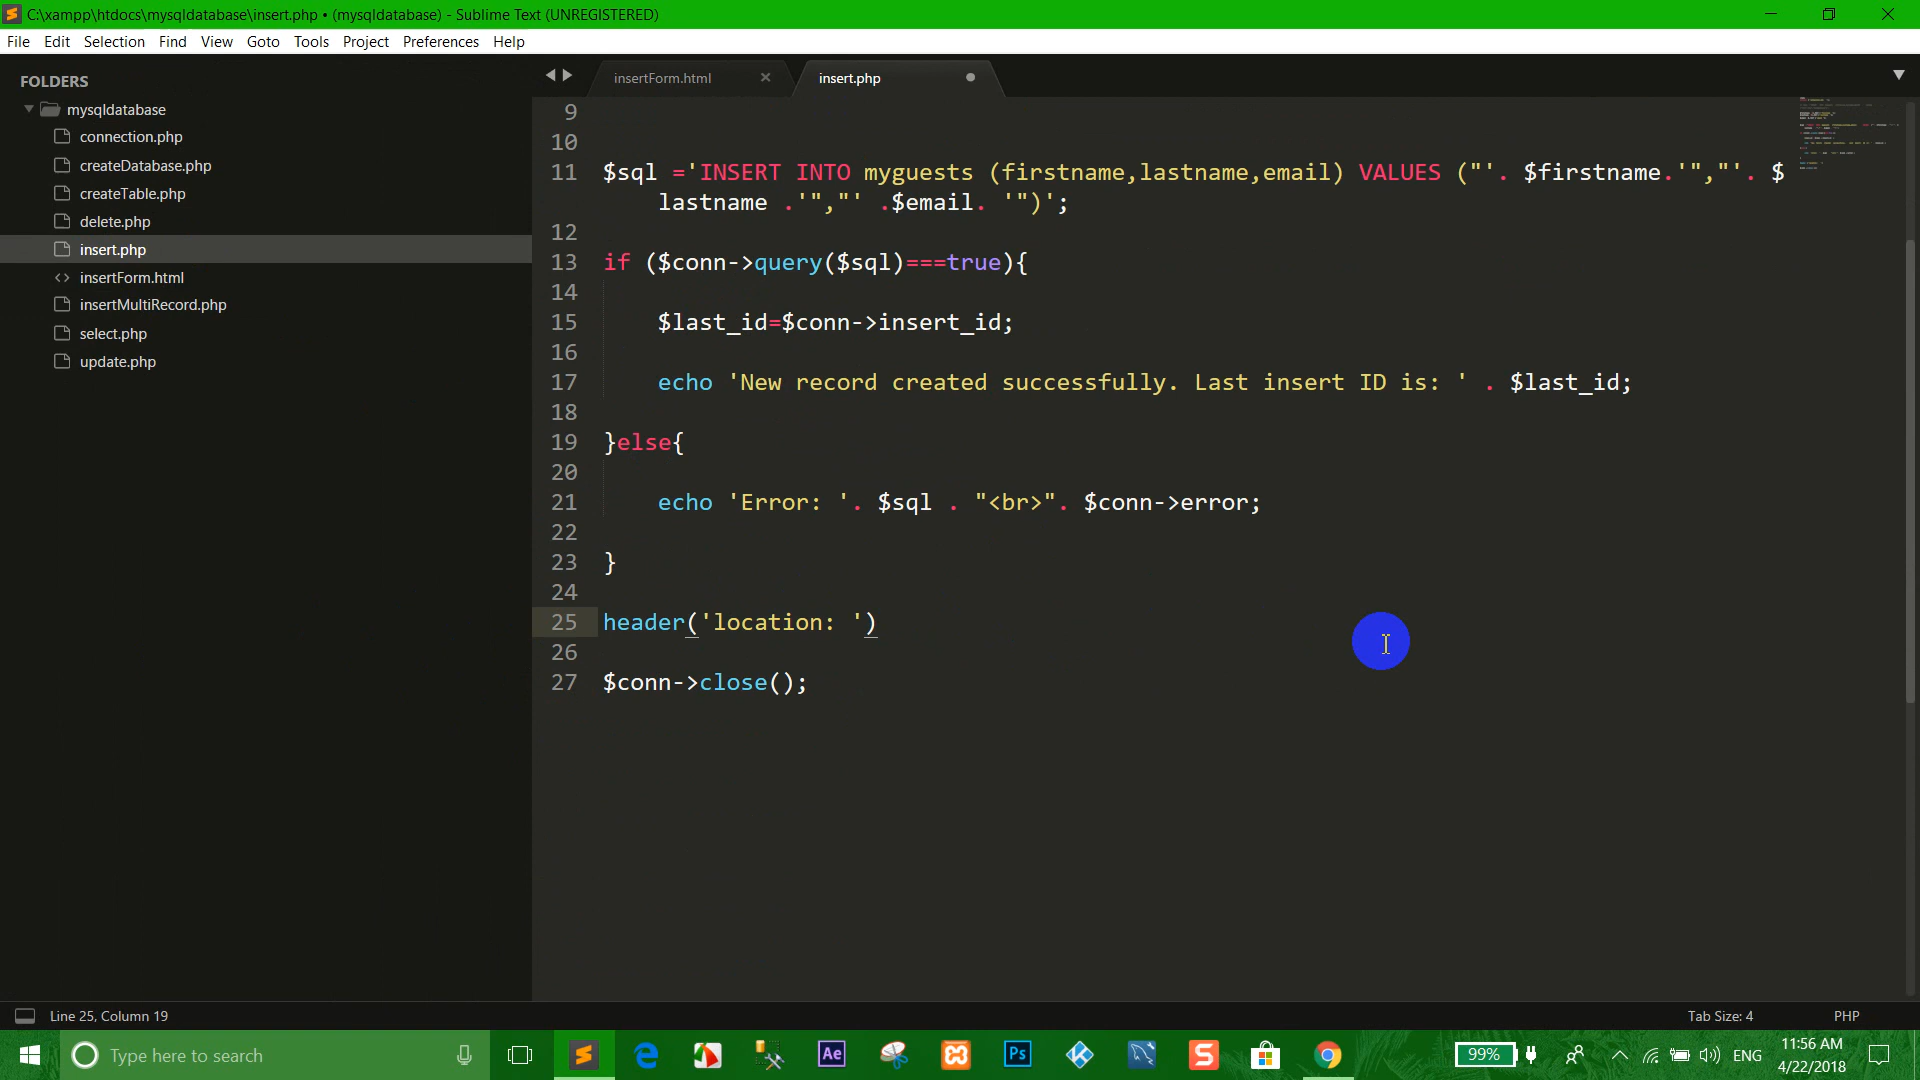 C:\xampp\htdocs\mysqldatabase\insert.php • (mysqldatabase) - Sublime Text (UNREGISTERED)
File Edit Selection Find View Goto Tools Project Preferences Help
FOLDERS
mysqldatabase
connection.php
createDatabase.php
createTable.php
delete.php
insert.php
insertForm.html
insertMultiRecord.php
select.php
update.php
insertForm.html insert.php
9
10
11 $sql ='INSERT INTO myguests (firstname,lastname,email) VALUES ("'. $firstname.'","'. $
lastname .'","' .$email. '")';
12
13 if ($conn->query($sql)===true){
14
15 $last_id=$conn->insert_id;
16
17 echo 'New record created successfully. Last insert ID is: ' . $last_id;
18
19 }else{
20
21 echo 'Error: '. $sql . "<br>". $conn->error;
22
23 }
24
25 header('location: ')
26
27 $conn->close();
Line 25, Column 19 Tab Size: 4 PHP
Type here to search
Ae
Ps
S
99%
ENG
11:56 AM
4/22/2018